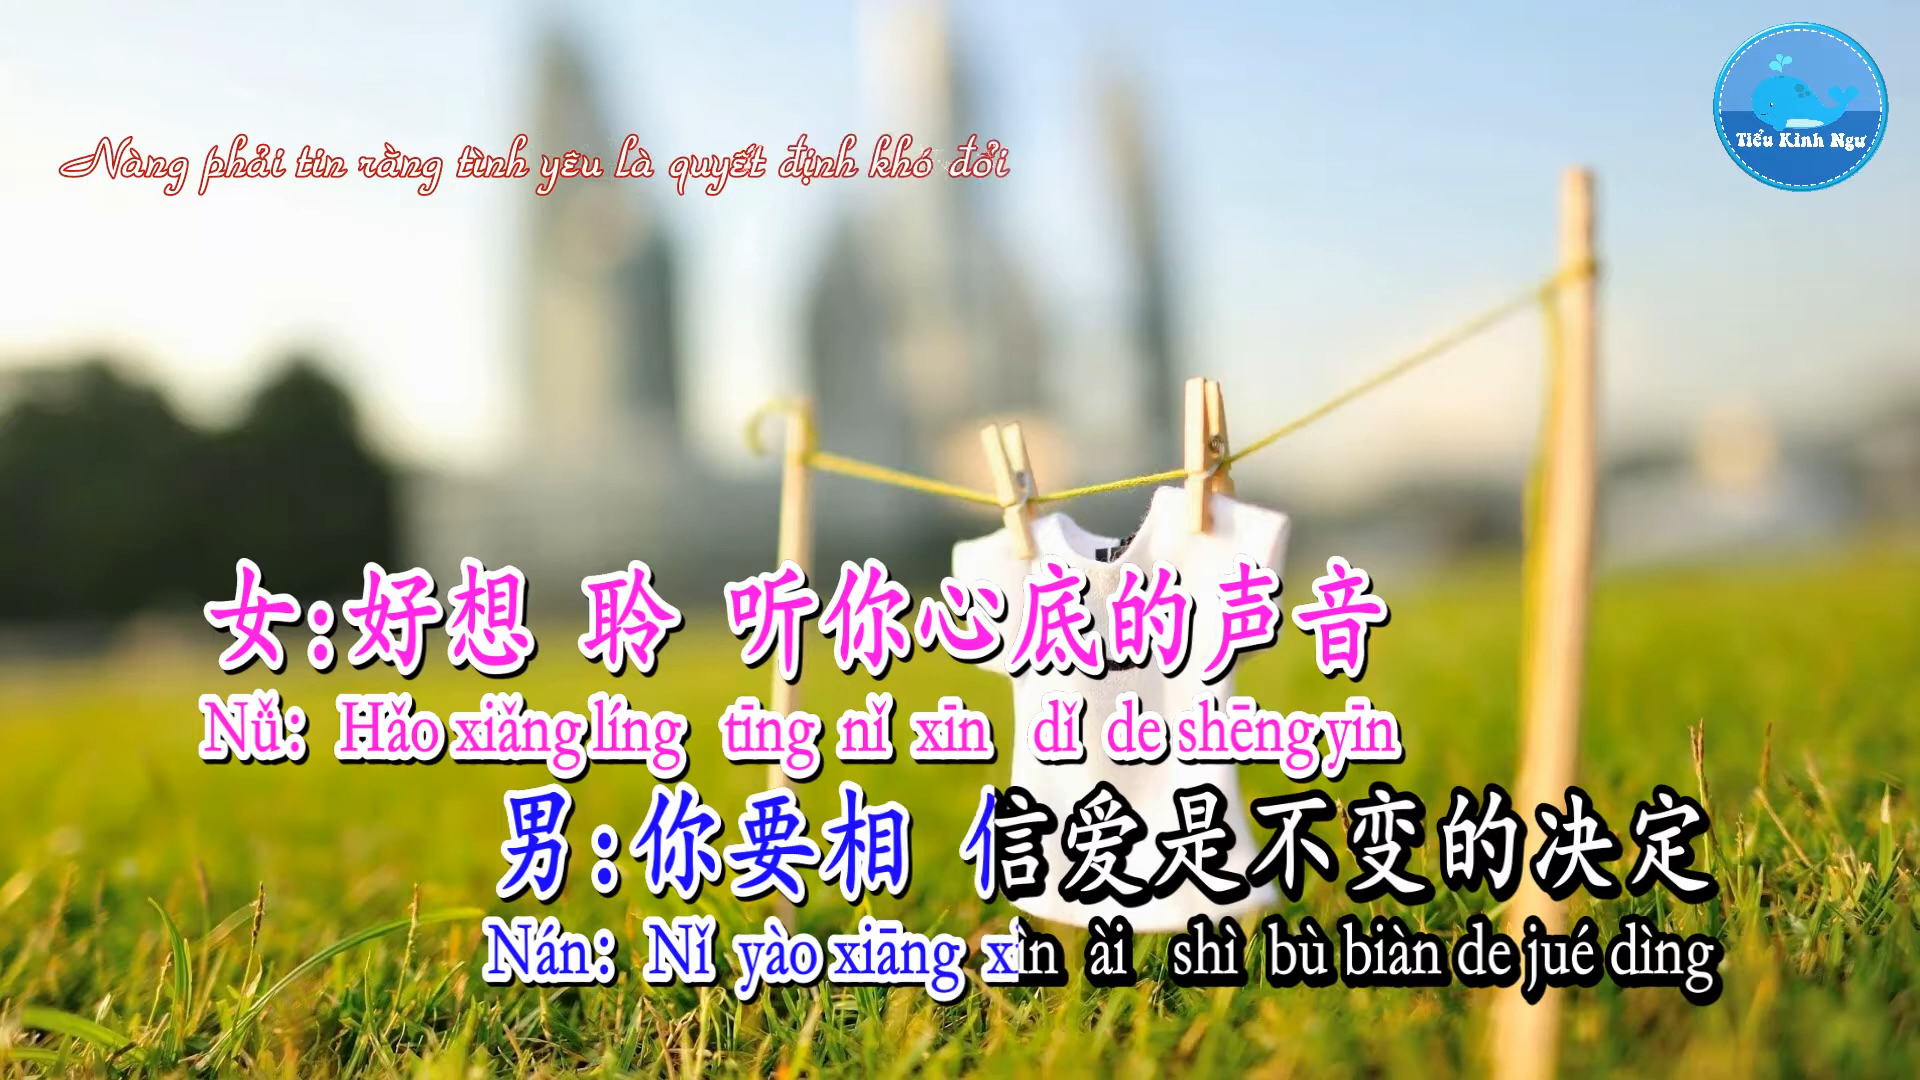 Tiểu Kình Ngư
Nàng phải tin rằng tình yêu là quyết định khó đổi
女:好想 聆 听你心底的声音
Nǚ: Hǎo xiǎng líng tīng nǐ xīn dǐ de shēng yīn
男:你要相 信爱是不变的决定
Nán: Nǐ yào xiāng xìn ài shì bù biàn de jué dìng